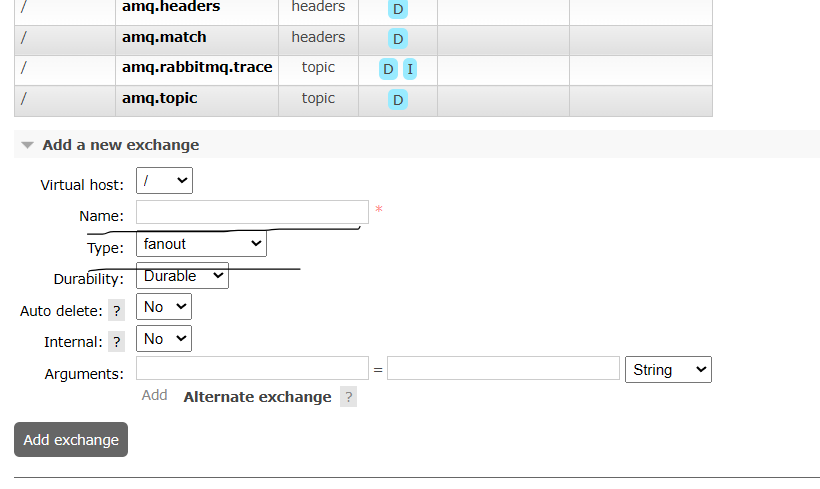 / amq.headers headers D
/ amq.match headers D
/ amq.rabbitmq.trace topic D I
/ amq.topic topic D
Add a new exchange
Virtual host: /
Name: *
Type: fanout
Durability: Durable
Auto delete: ? No
Internal: ? No
Arguments: = String
Add Alternate exchange ?
Add exchange